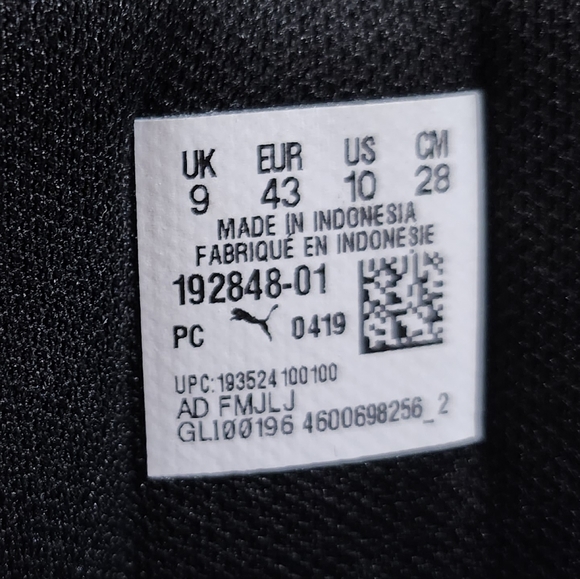 UK EUR US CM
9 43 10 28
MADE IN INDONESIA
FABRIQUÉ EN INDONESIE
192848-01
PC 0419
UPC:193524100100
AD FMJLJ
GLI00196 4600698256_2